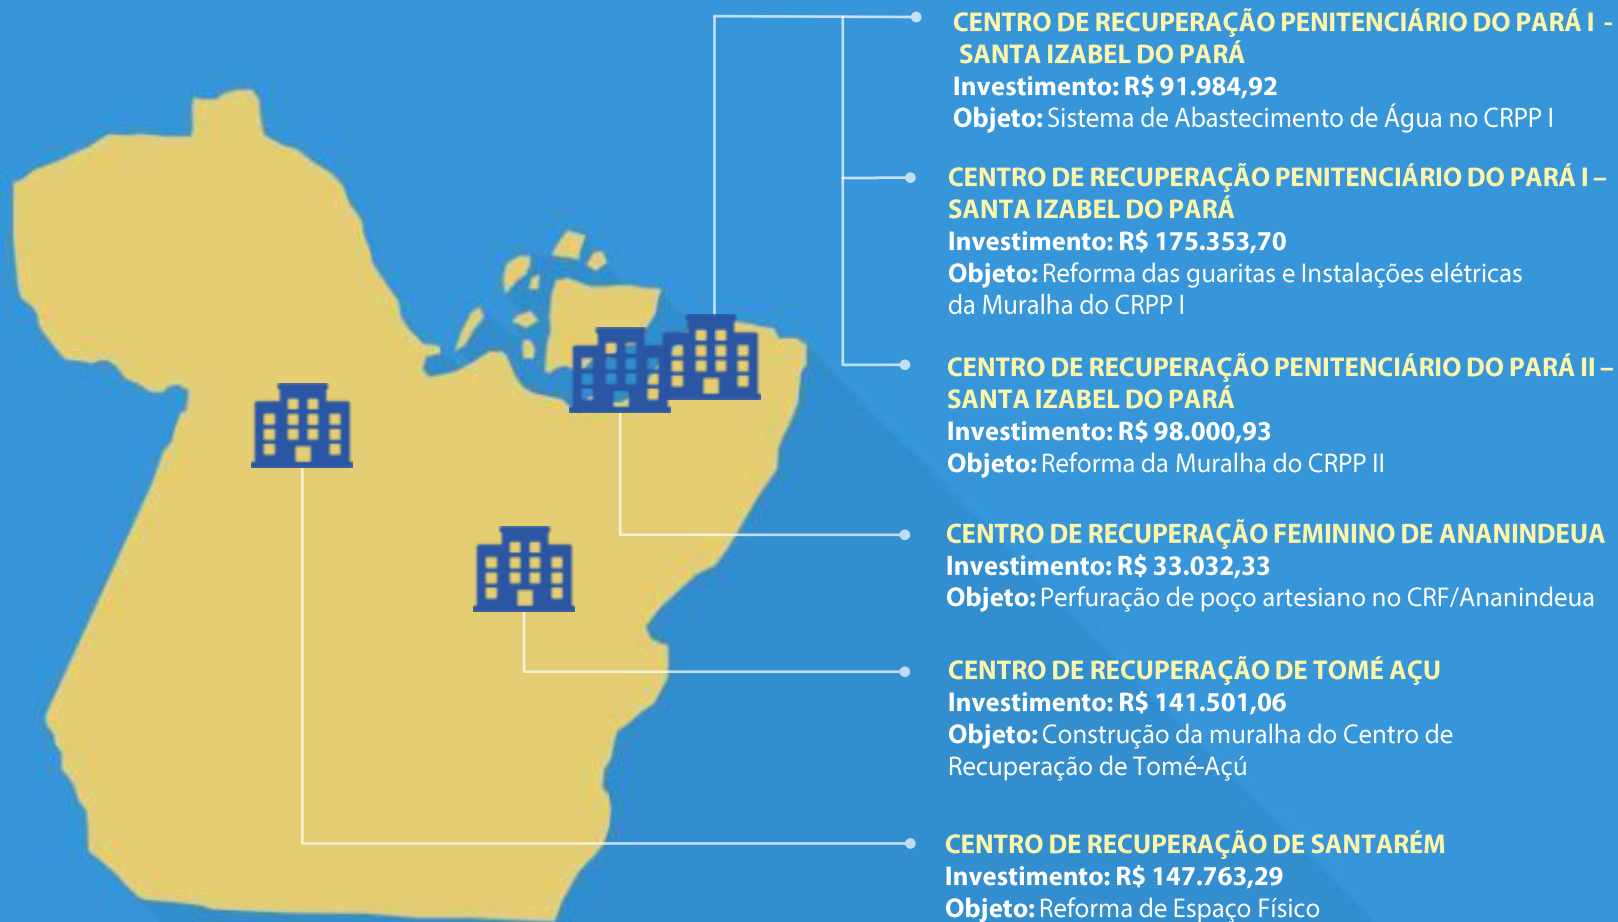 CENTRO DE RECUPERAÇÃO PENITENCIÁRIO DO PARÁ I -
SANTA IZABEL DO PARÁ
Investimento: R$ 91.984,92
Objeto: Sistema de Abastecimento de Água no CRPP I
CENTRO DE RECUPERAÇÃO PENITENCIÁRIO DO PARÁ I –
SANTA IZABEL DO PARÁ
Investimento: R$ 175.353,70
Objeto: Reforma das guaritas e Instalações elétricas
da Muralha do CRPP I
CENTRO DE RECUPERAÇÃO PENITENCIÁRIO DO PARÁ II –
SANTA IZABEL DO PARÁ
Investimento: R$ 98.000,93
Objeto: Reforma da Muralha do CRPP II
CENTRO DE RECUPERAÇÃO FEMININO DE ANANINDEUA
Investimento: R$ 33.032,33
Objeto: Perfuração de poço artesiano no CRF/Ananindeua
CENTRO DE RECUPERAÇÃO DE TOMÉ AÇU
Investimento: R$ 141.501,06
Objeto: Construção da muralha do Centro de
Recuperação de Tomé-Açú
CENTRO DE RECUPERAÇÃO DE SANTARÉM
Investimento: R$ 147.763,29
Objeto: Reforma de Espaço Físico